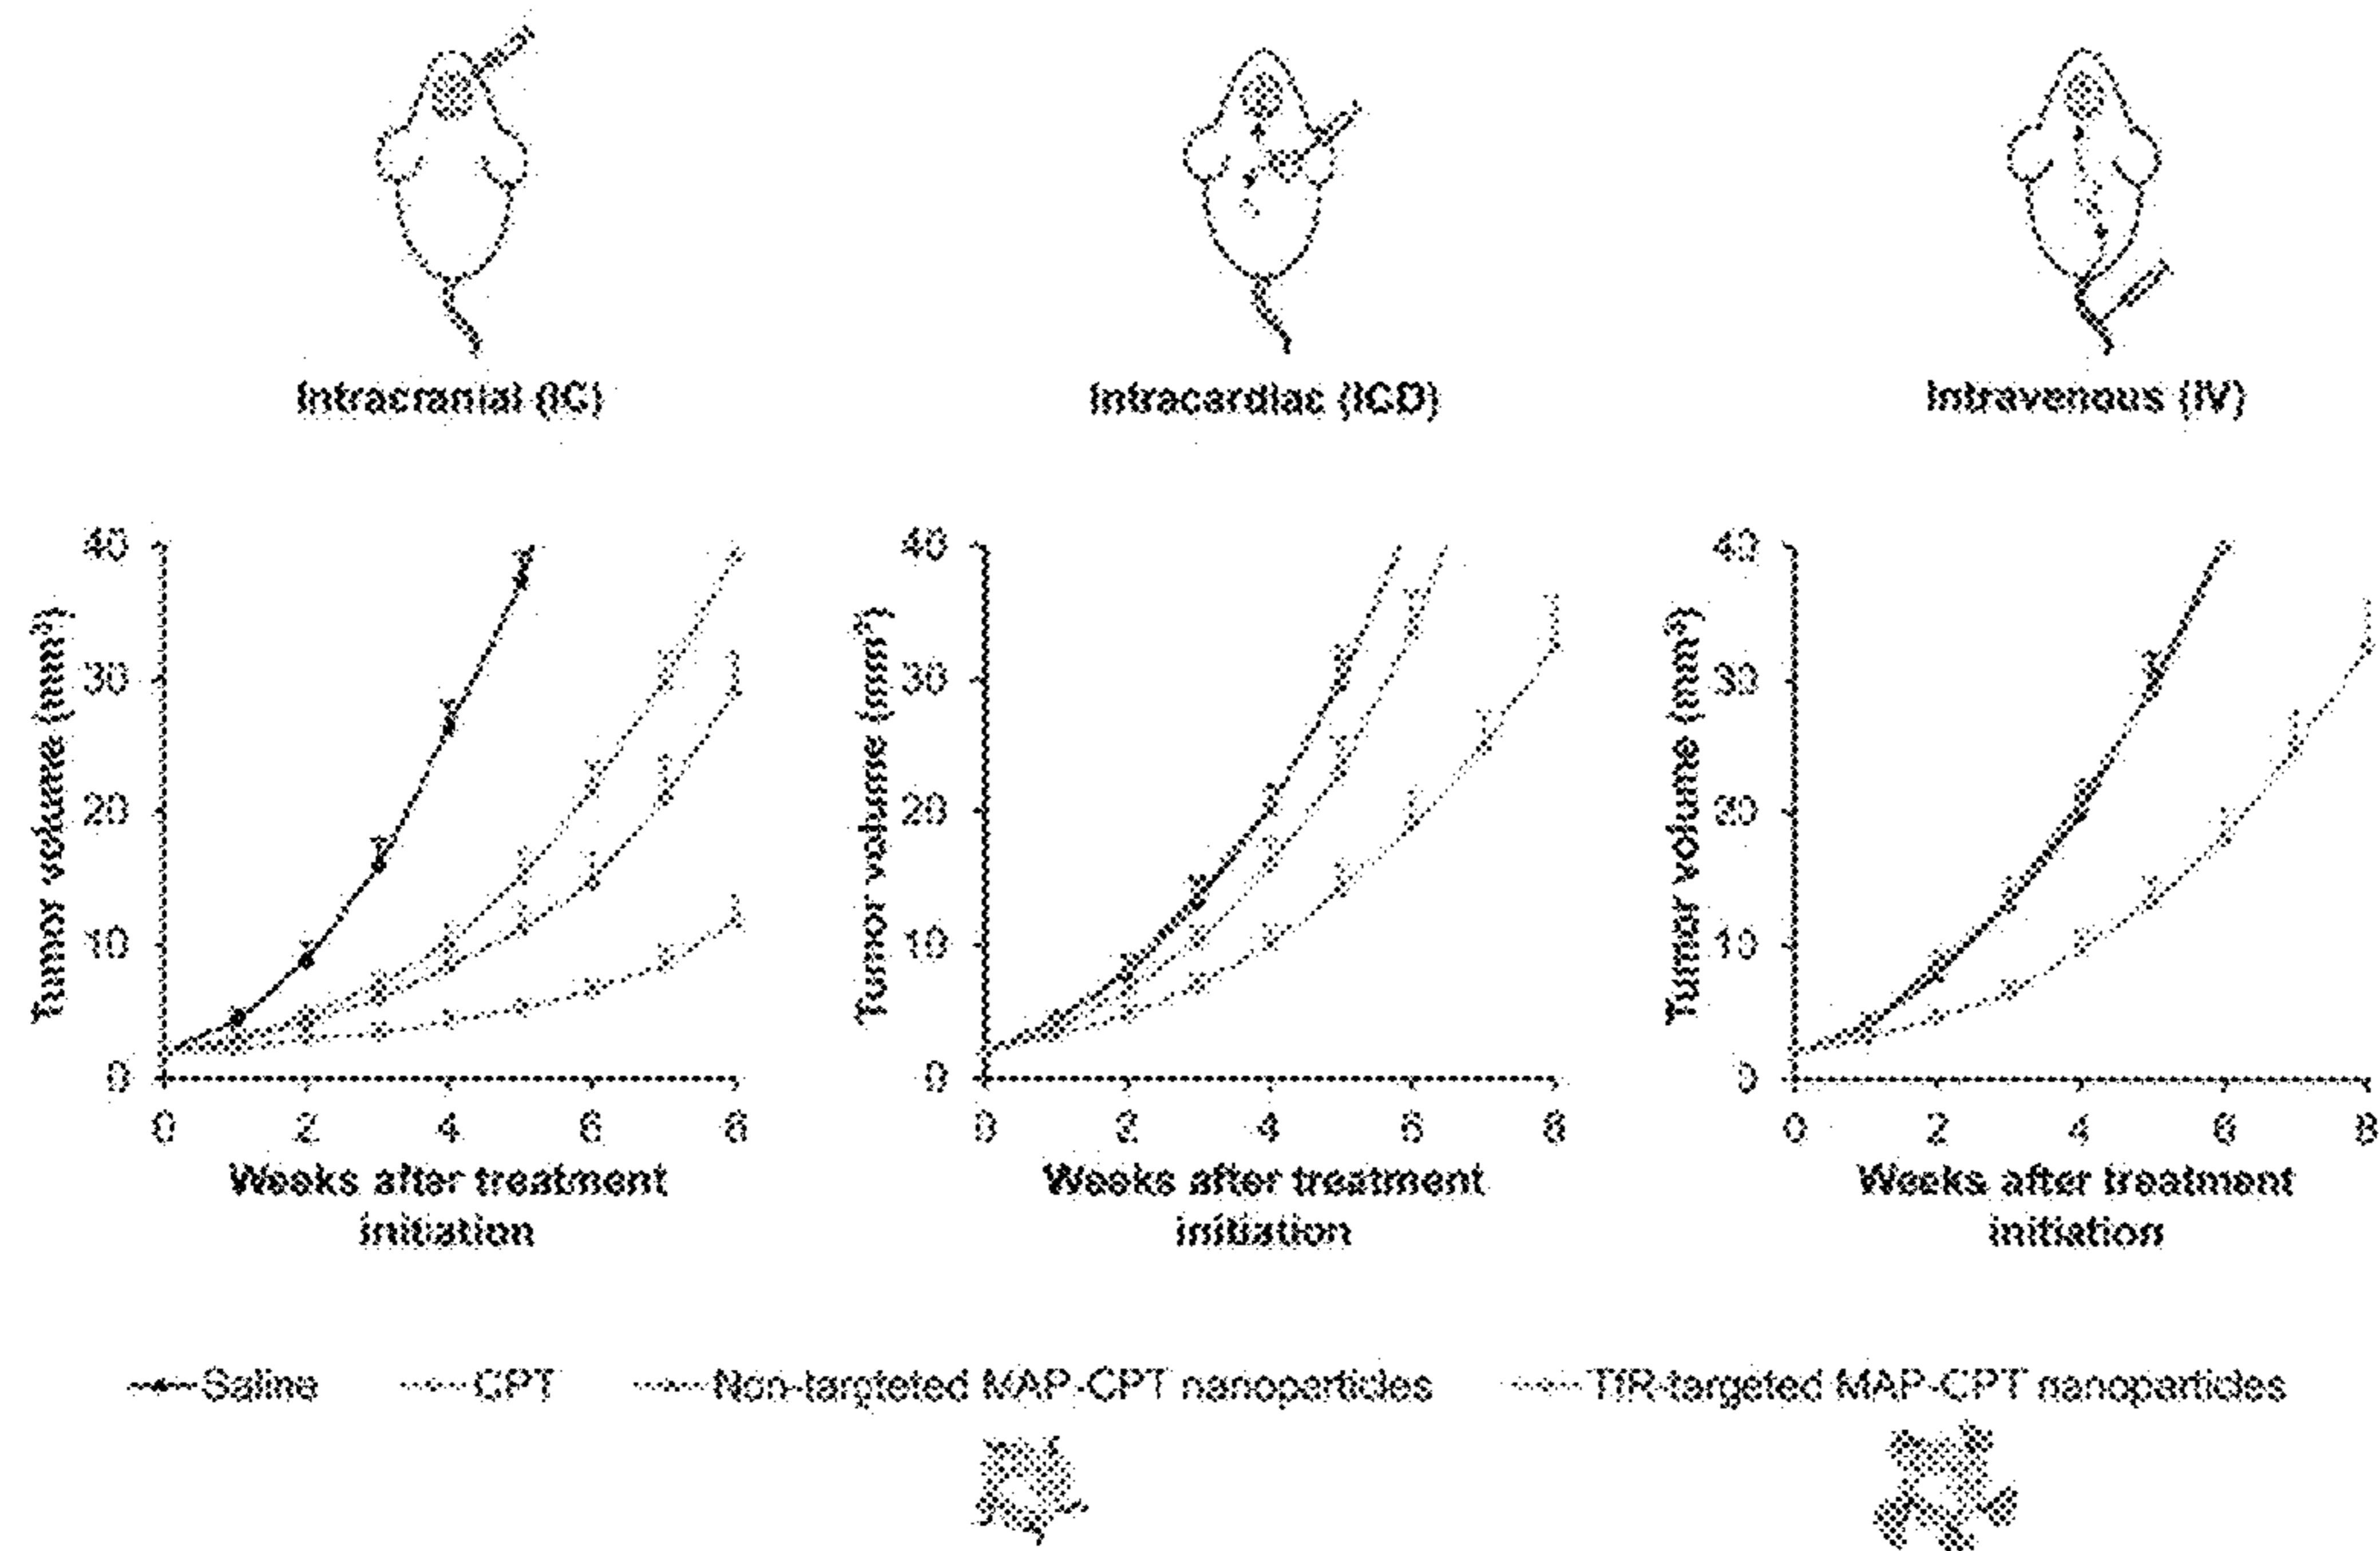 Intracranial (IC)
Intracardiac (ICD)
Intravenous (IV)
40
30
20
10
0
Tumor volume (mm³)
0 2 4 6 8
Weeks after treatment
initiation
40
30
20
10
0
Tumor volume (mm³)
0 2 4 6 8
Weeks after treatment
initiation
40
30
20
10
0
Tumor volume (mm³)
0 2 4 6 8
Weeks after treatment
initiation
Saline CPT Non-targteted MAP-CPT nanoparticles TfR-targeted MAP-CPT nanoparticles